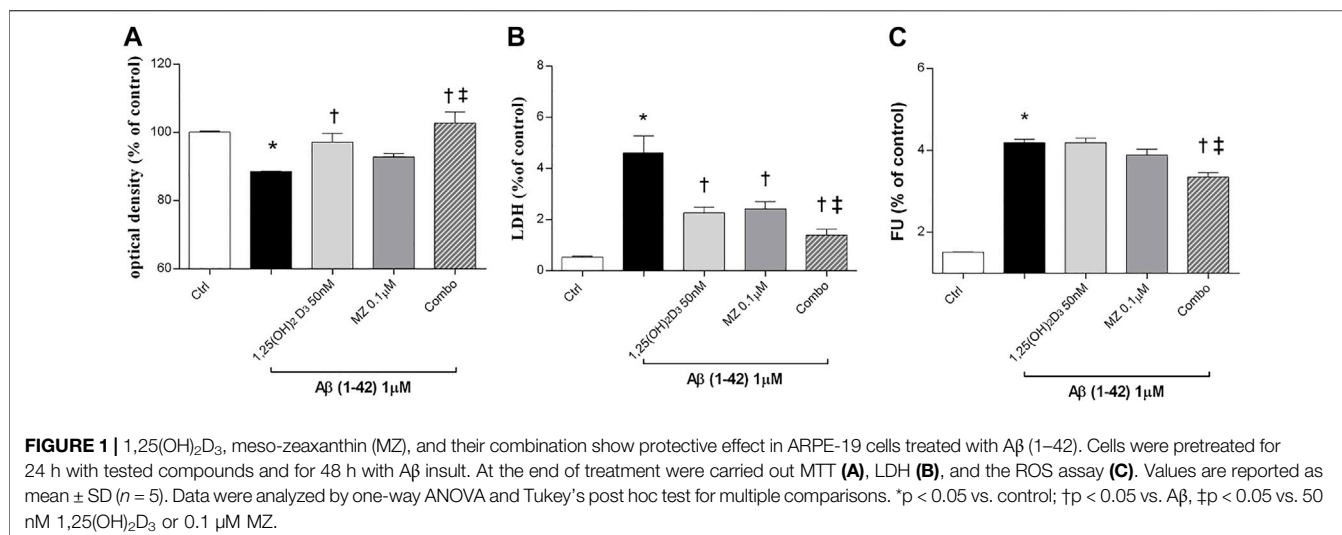 A
optical density (% of control)
120
100
80
60
*
†
† ‡
Ctrl
1,25(OH)₂ D₃ 50nM
MZ 0.1µM
Combo
Aβ (1-42) 1µM
B
LDH (%of control)
8
6
4
2
0
*
†
†
† ‡
Ctrl
1,25(OH)₂D₃ 50nM
MZ 0.1µM
Combo
Aβ (1-42) 1µM
C
FU (% of control)
6
4
2
*
† ‡
Ctrl
1,25(OH)₂D₃ 50nM
MZ 0.1µM
Combo
Aβ (1-42) 1µM
FIGURE 1 | 1,25(OH)₂D₃, meso-zeaxanthin (MZ), and their combination show protective effect in ARPE-19 cells treated with Aβ (1–42). Cells were pretreated for
24 h with tested compounds and for 48 h with Aβ insult. At the end of treatment were carried out MTT (A), LDH (B), and the ROS assay (C). Values are reported as
mean ± SD (n = 5). Data were analyzed by one-way ANOVA and Tukey’s post hoc test for multiple comparisons. *p < 0.05 vs. control; †p < 0.05 vs. Aβ, ‡p < 0.05 vs. 50
nM 1,25(OH)₂D₃ or 0.1 µM MZ.